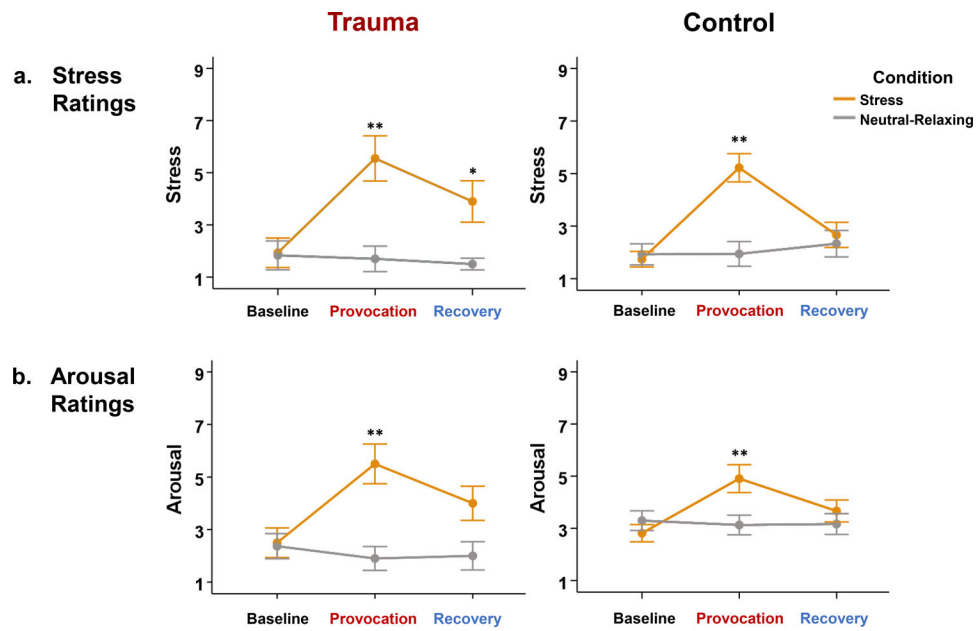 Trauma
Control
a. Stress
Ratings
9
7
5
3
1
Stress
**
*
Baseline Provocation Recovery
9
7
5
3
1
Stress
**
Condition
Stress
Neutral-Relaxing
Baseline Provocation Recovery
b. Arousal
Ratings
9
7
5
3
1
Arousal
**
Baseline Provocation Recovery
9
7
5
3
1
Arousal
**
Baseline Provocation Recovery